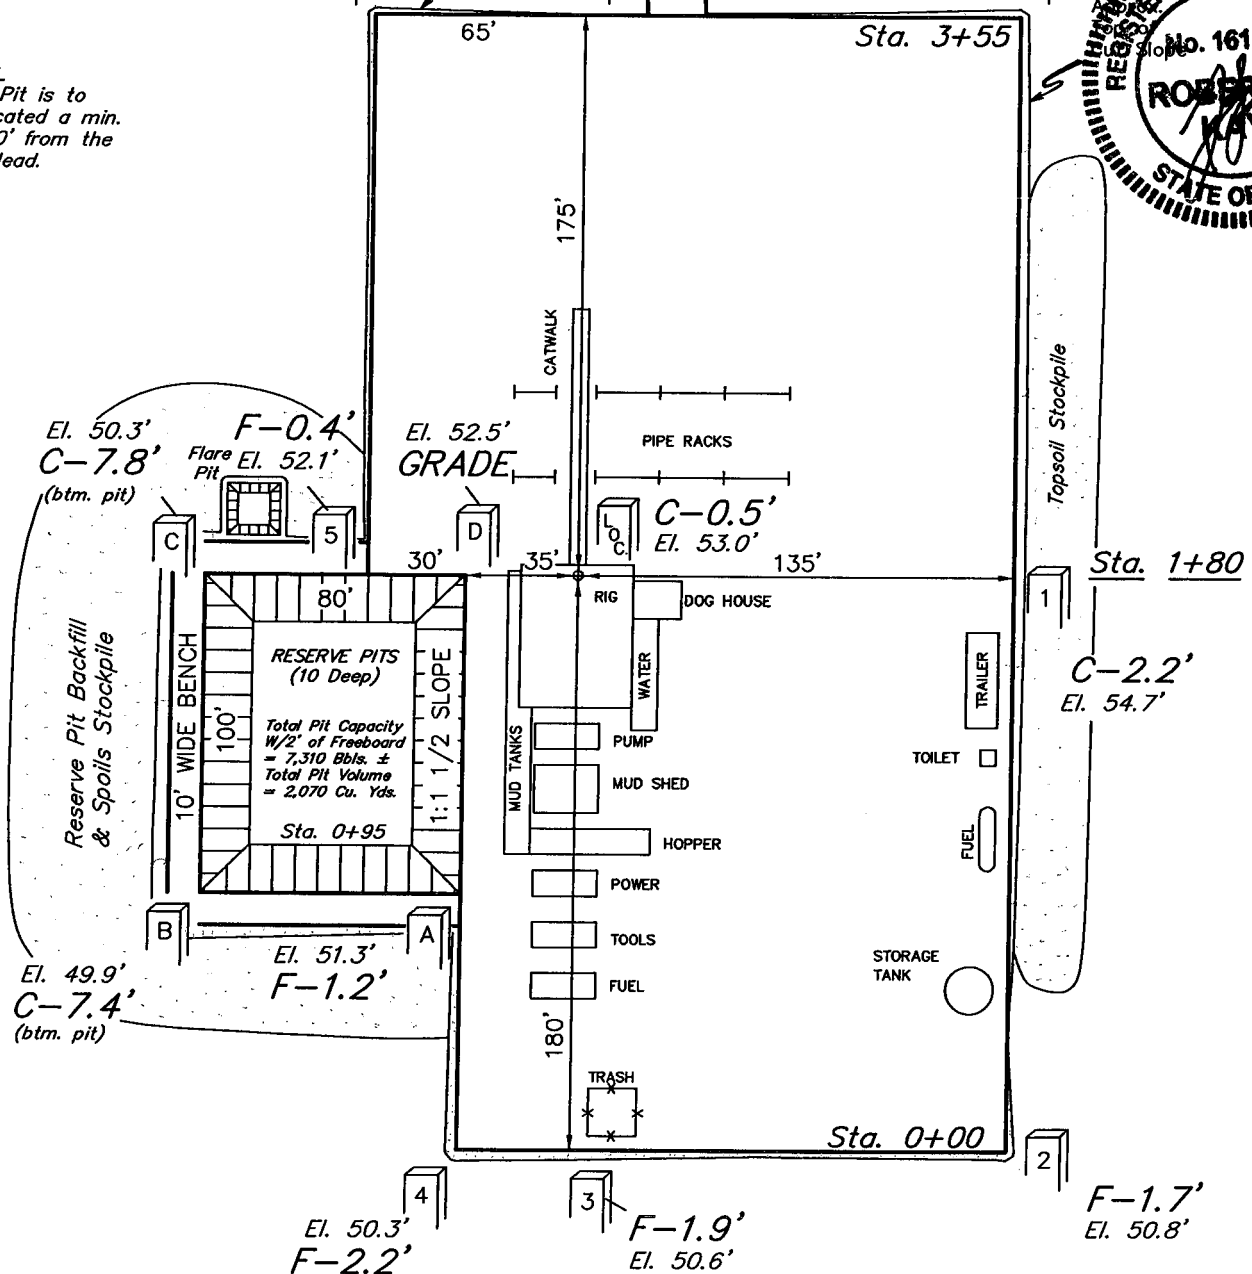 65'
Sta. 3+55
Slope
No. 161
STATE OF
Pit is to
a min.
from the
175'
CATWALK
Topsoil Stockpile
El. 50.3'
C-7.8'
(btm. pit)
F-0.4'
Flare
Pit
El. 52.1'
El. 52.5'
GRADE
PIPE RACKS
C
5
D
LOC.
C-0.5'
El. 53.0'
30'
35'
135'
Sta. 1+80
80'
RIG
DOG HOUSE
1
Reserve Pit Backfill
& Spoils Stockpile
10' WIDE BENCH
100'
RESERVE PITS
(10 Deep)
Total Pit Capacity
W/2' of Freeboard
= 7,310 Bbls. ±
Total Pit Volume
= 2,070 Cu. Yds.
Sta. 0+95
1:1 1/2 SLOPE
MUD TANKS
WATER
TRAILER
C-2.2'
El. 54.7'
PUMP
TOILET
MUD SHED
HOPPER
FUEL
POWER
B
A
TOOLS
El. 51.3'
F-1.2'
FUEL
STORAGE
TANK
El. 49.9'
C-7.4'
(btm. pit)
180'
TRASH
Sta. 0+00
2
4
3
F-1.7'
El. 50.8'
El. 50.3'
F-2.2'
F-1.9'
El. 50.6'